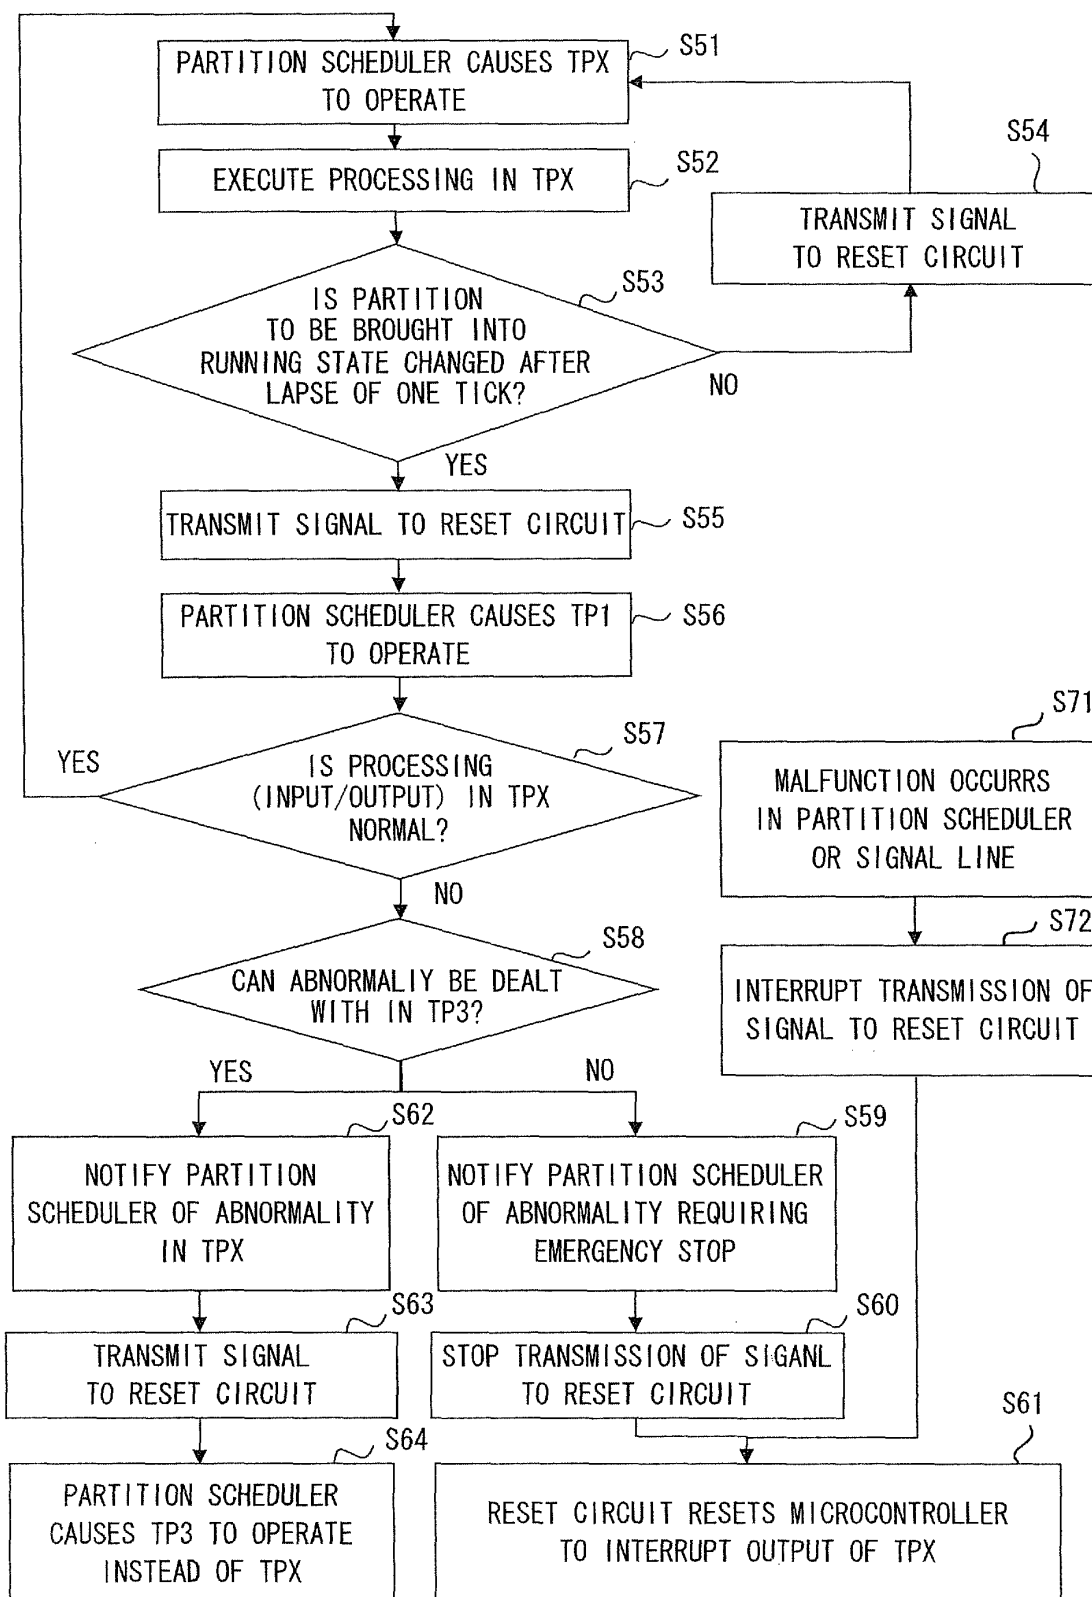 PARTITION SCHEDULER CAUSES TPX
TO OPERATE
S51
EXECUTE PROCESSING IN TPX
S52
S54
TRANSMIT SIGNAL
TO RESET CIRCUIT
IS PARTITION
TO BE BROUGHT INTO
RUNNING STATE CHANGED AFTER
LAPSE OF ONE TICK?
S53
NO
YES
TRANSMIT SIGNAL TO RESET CIRCUIT
S55
PARTITION SCHEDULER CAUSES TP1
TO OPERATE
S56
IS PROCESSING
(INPUT/OUTPUT) IN TPX
NORMAL?
S57
YES
NO
S71
MALFUNCTION OCCURRS
IN PARTITION SCHEDULER
OR SIGNAL LINE
CAN ABNORMALIY BE DEALT
WITH IN TP3?
S58
S72
INTERRUPT TRANSMISSION OF
SIGNAL TO RESET CIRCUIT
YES
NO
S62
NOTIFY PARTITION
SCHEDULER OF ABNORMALITY
IN TPX
S59
NOTIFY PARTITION SCHEDULER
OF ABNORMALITY REQUIRING
EMERGENCY STOP
S63
TRANSMIT SIGNAL
TO RESET CIRCUIT
S60
STOP TRANSMISSION OF SIGANL
TO RESET CIRCUIT
S64
PARTITION SCHEDULER
CAUSES TP3 TO OPERATE
INSTEAD OF TPX
S61
RESET CIRCUIT RESETS MICROCONTROLLER
TO INTERRUPT OUTPUT OF TPX